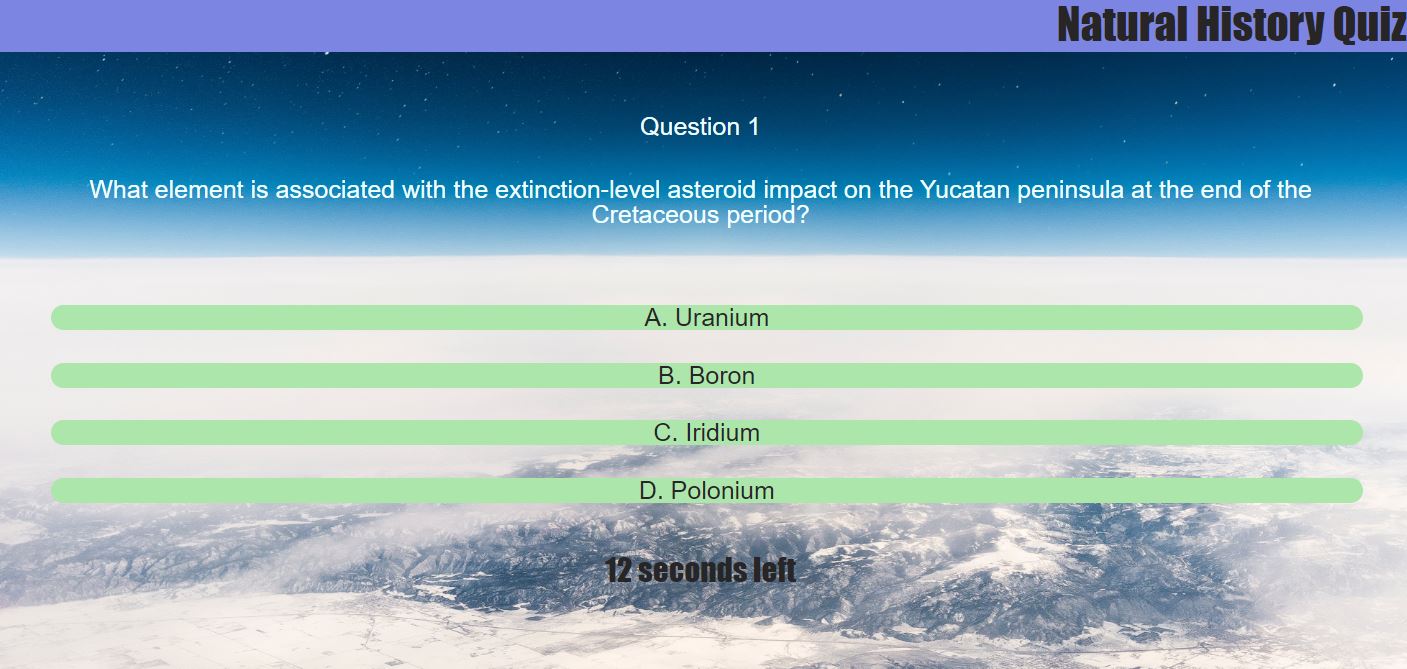 Natural History Quiz
Question 1
What element is associated with the extinction-level asteroid impact on the Yucatan peninsula at the end of the
Cretaceous period?
A. Uranium
B. Boron
C. Iridium
D. Polonium
12 seconds left